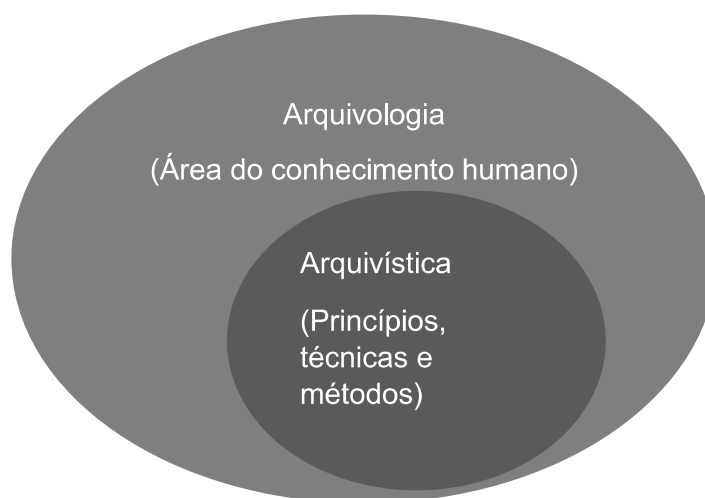 Arquivologia
(Área do conhecimento humano)
Arquivística
(Princípios,
técnicas e
métodos)